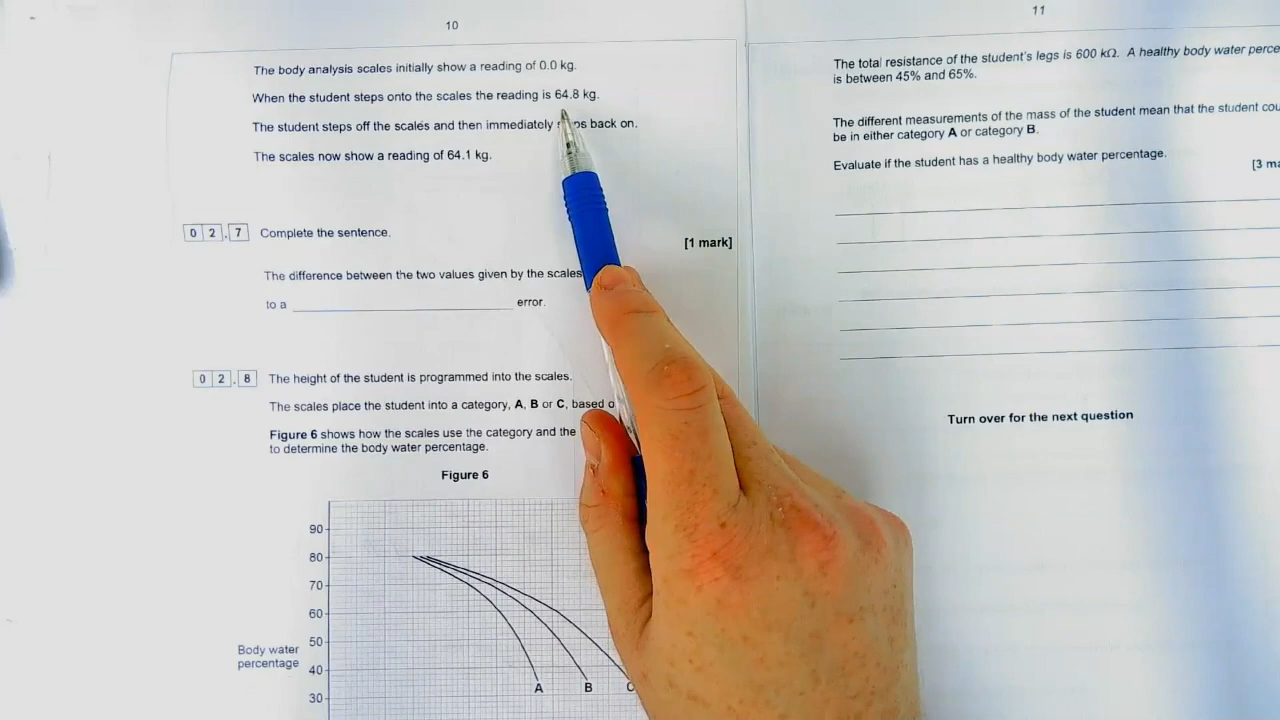 10
The body analysis scales initially show a reading of 0.0 kg.
When the student steps onto the scales the reading is 64.8 kg.
The student steps off the scales and then immediately back on.
The scales now show a reading of 64.1 kg.
0 2 . 7 Complete the sentence.
[1 mark]
The difference between the two values given by the scales
to a error.
0 2 . 8 The height of the student is programmed into the scales.
The scales place the student into a category, A, B or C, based
Figure 6 shows how the scales use the category and the
to determine the body water percentage.
Figure 6
90
80
70
60
50
40
30
Body water
percentage
A B C
11
The total resistance of the student's legs is 600 kΩ. A healthy body water
is between 45% and 65%.
The different measurements of the mass of the student mean that the student
be in either category A or category B.
Evaluate if the student has a healthy body water percentage.
[3
Turn over for the next question